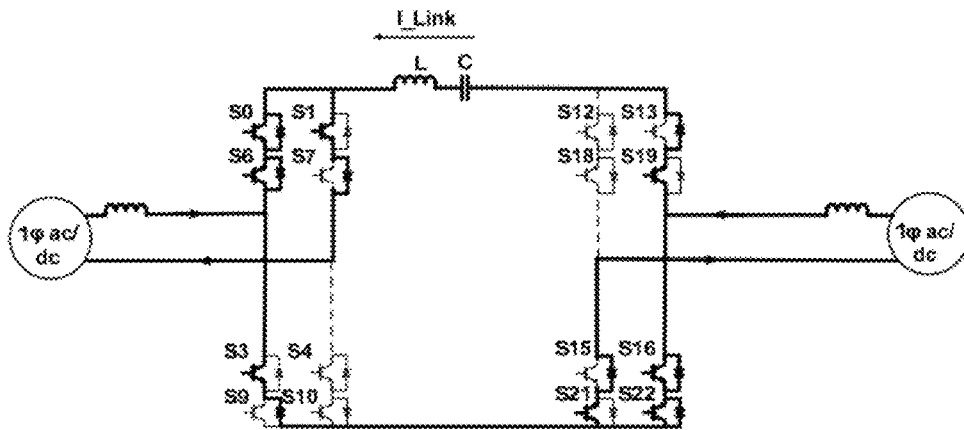 I_Link
L
C
S0
S1
S12
S13
S6
S7
S18
S19
1φ ac/
dc
1φ ac/
dc
S3
S4
S15
S16
S9
S10
S21
S22